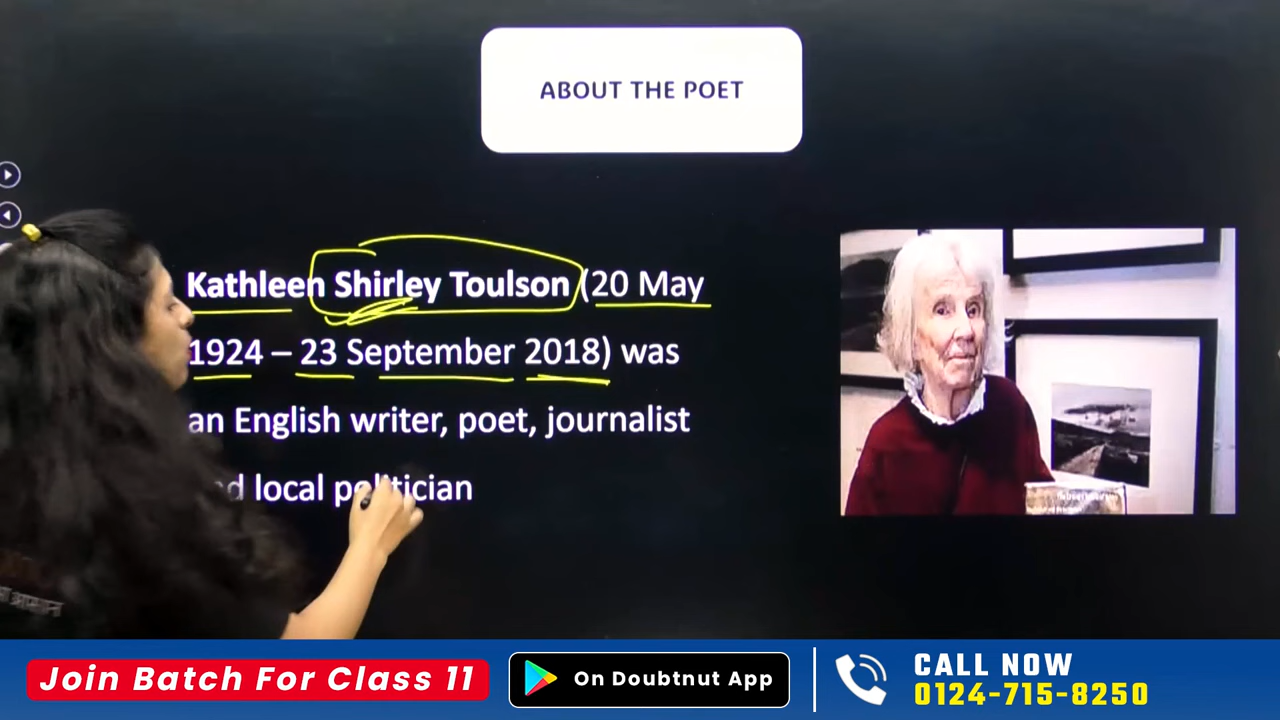 ABOUT THE POET
Kathleen Shirley Toulson (20 May
1924 – 23 September 2018) was
an English writer, poet, journalist
local politician
Join Batch For Class 11
On Doubtnut App
CALL NOW
0124-715-8250